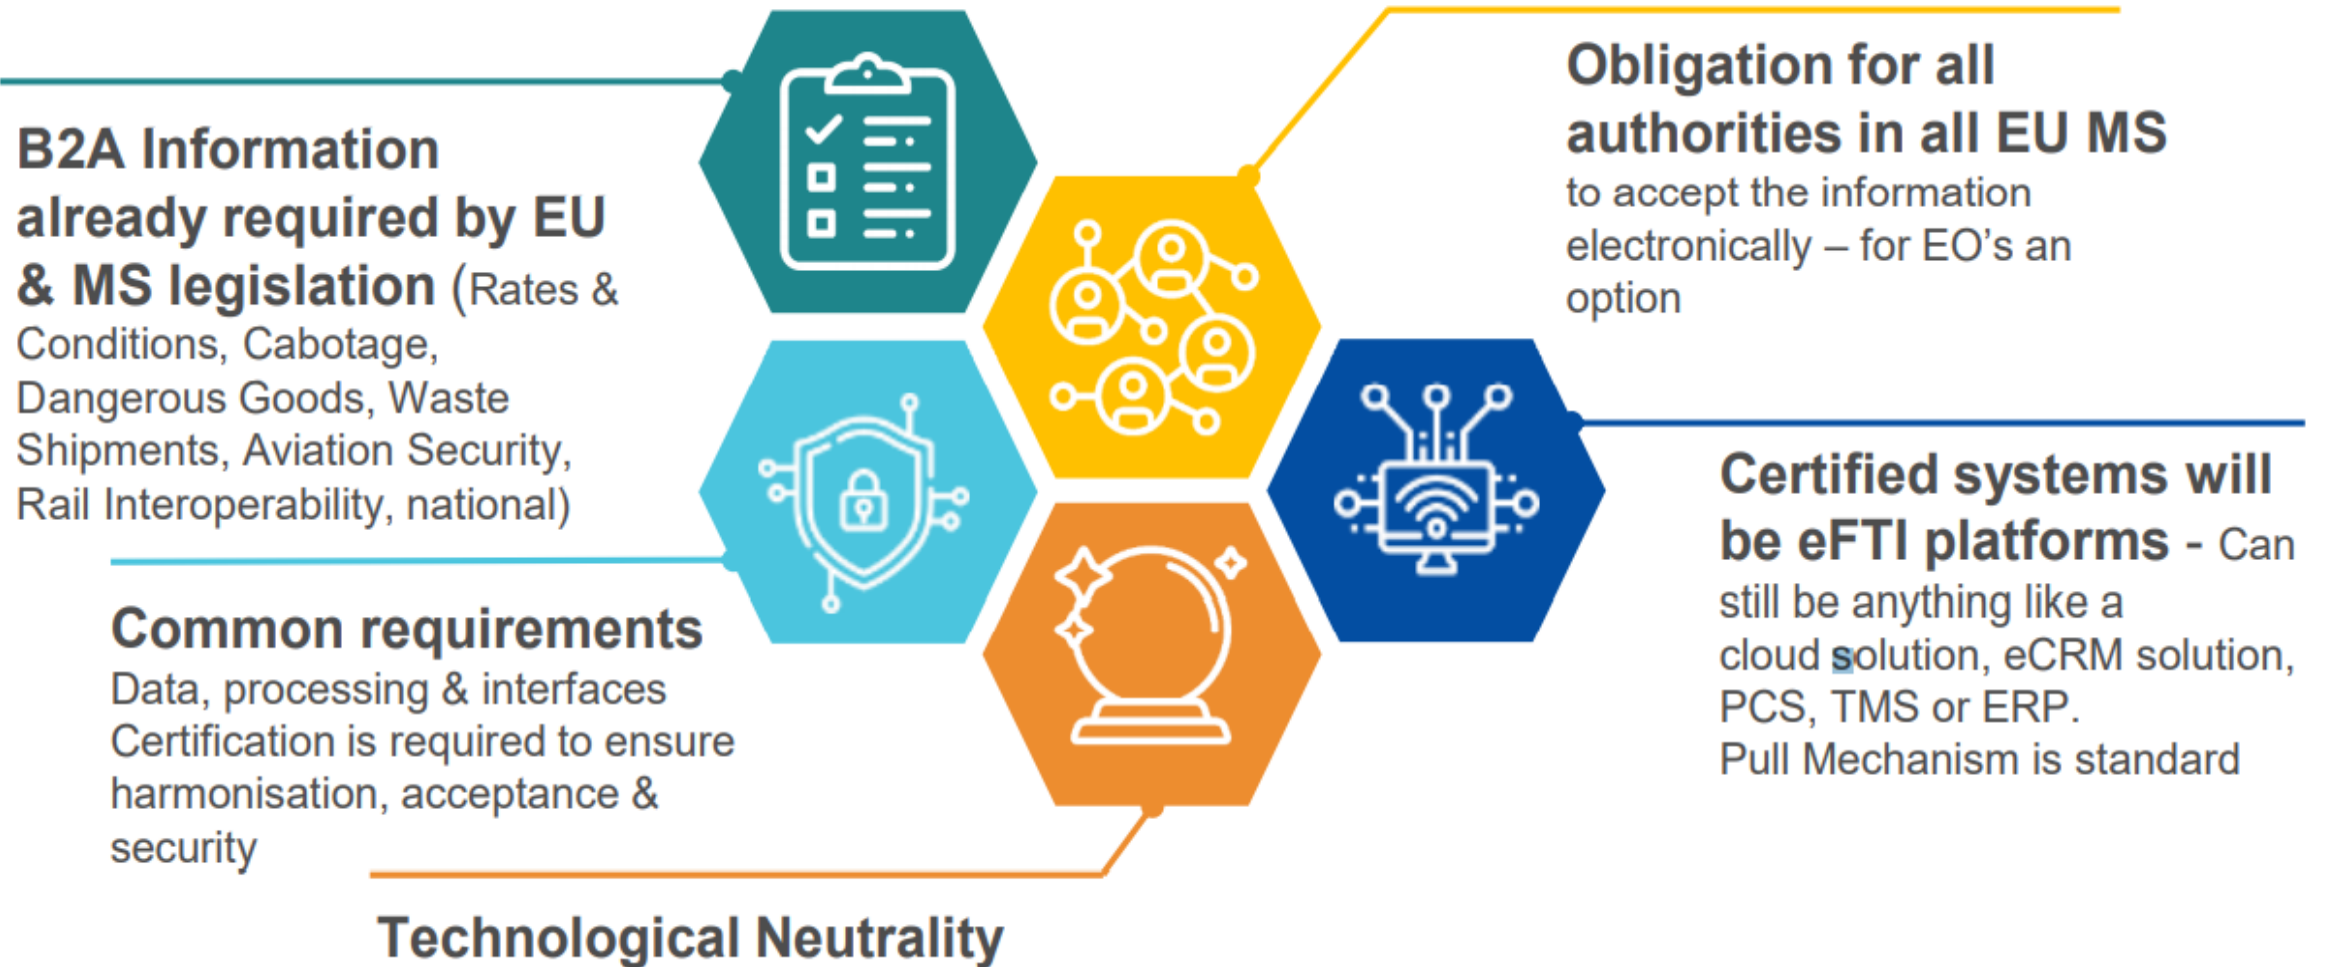 B2A Information
already required by EU
& MS legislation (Rates &
Conditions, Cabotage,
Dangerous Goods, Waste
Shipments, Aviation Security,
Rail Interoperability, national)
Common requirements
Data, processing & interfaces
Certification is required to ensure
harmonisation, acceptance &
security
Technological Neutrality
Obligation for all
authorities in all EU MS
to accept the information
electronically – for EO’s an
option
Certified systems will
be eFTI platforms - Can
still be anything like a
cloud solution, eCRM solution,
PCS, TMS or ERP.
Pull Mechanism is standard